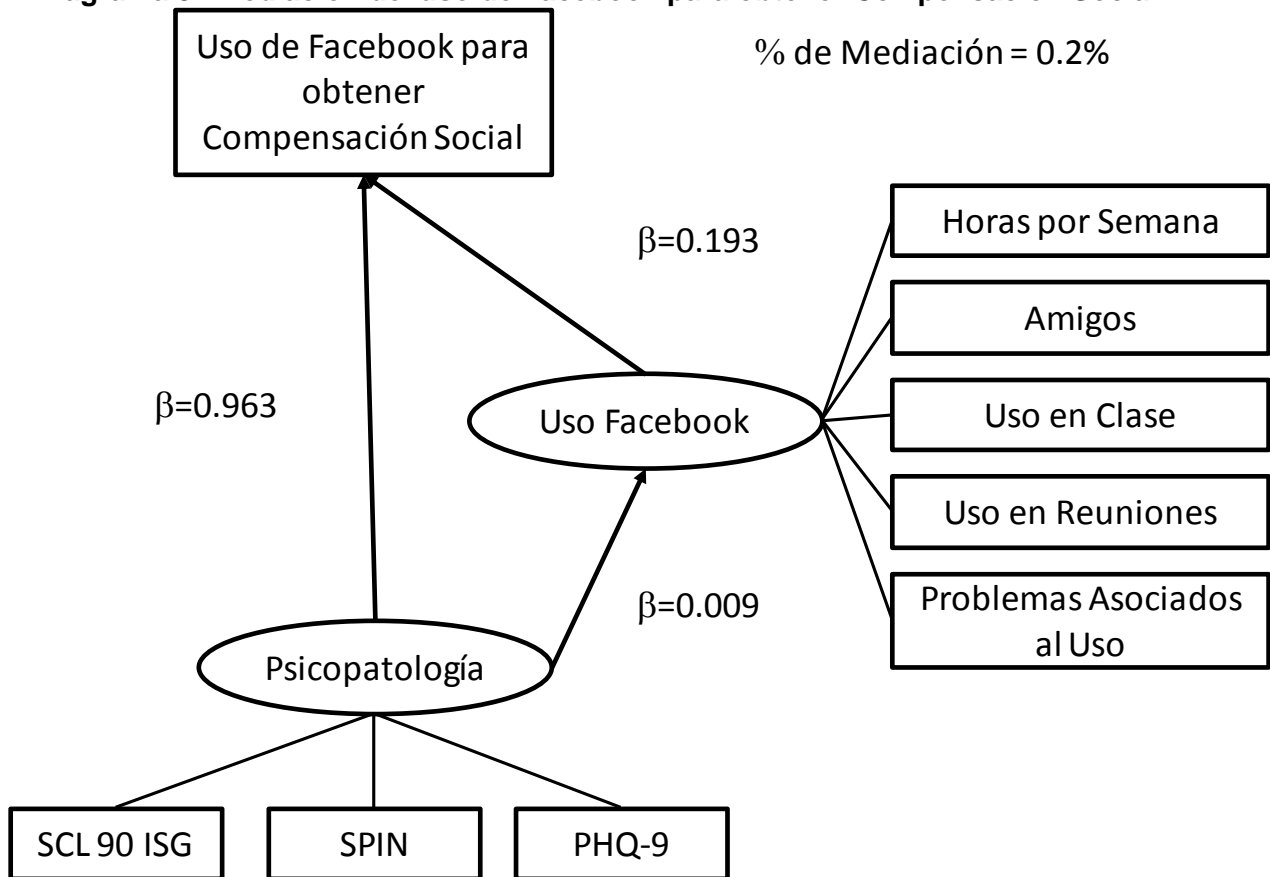 Uso de Facebook para
obtener
Compensación Social
% de Mediación = 0.2%
Horas por Semana
β=0.193
Amigos
β=0.963
Uso Facebook
Uso en Clase
Uso en Reuniones
β=0.009
Problemas Asociados
al Uso
Psicopatología
SCL 90 ISG
SPIN
PHQ-9